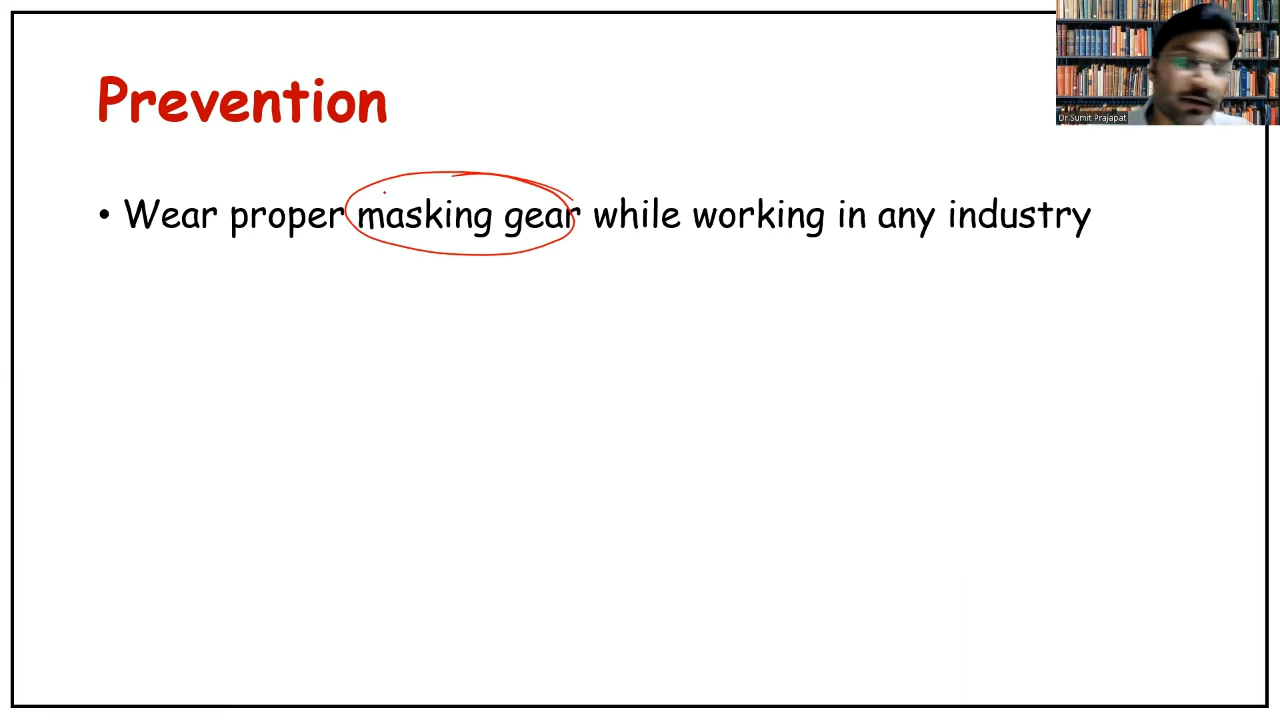 Prevention
• Wear proper masking gear while working in any industry
Dr.Sumit Prajapat